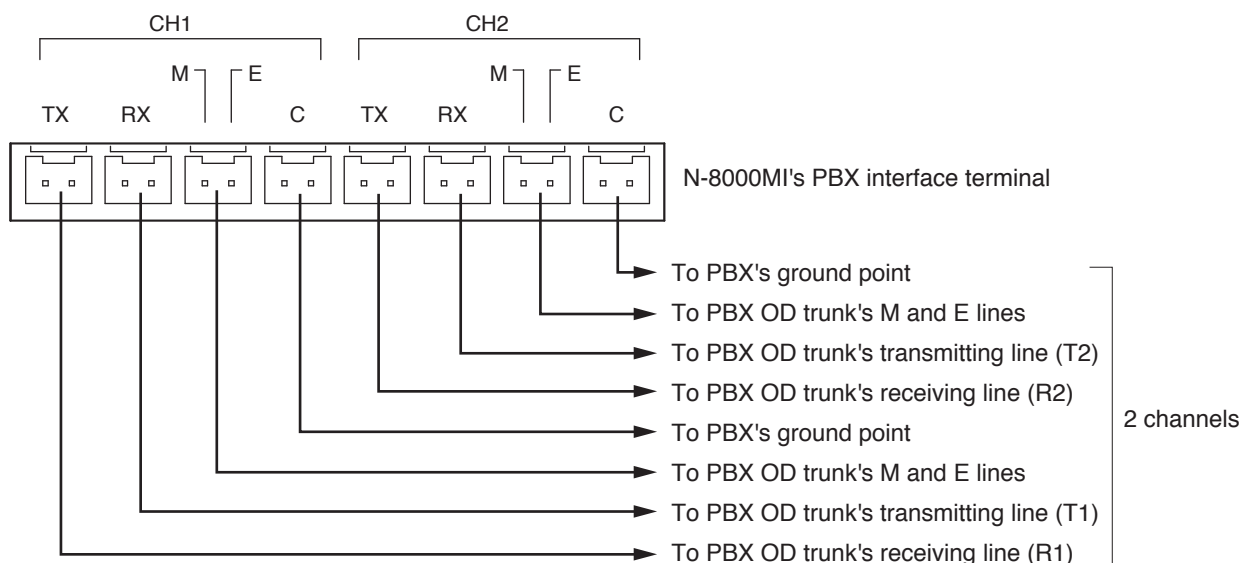 CH1 CH2
M E M E
TX RX C TX RX C
N-8000MI's PBX interface terminal
To PBX's ground point
To PBX OD trunk's M and E lines
To PBX OD trunk's transmitting line (T2)
To PBX OD trunk's receiving line (R2)
2 channels
To PBX's ground point
To PBX OD trunk's M and E lines
To PBX OD trunk's transmitting line (T1)
To PBX OD trunk's receiving line (R1)